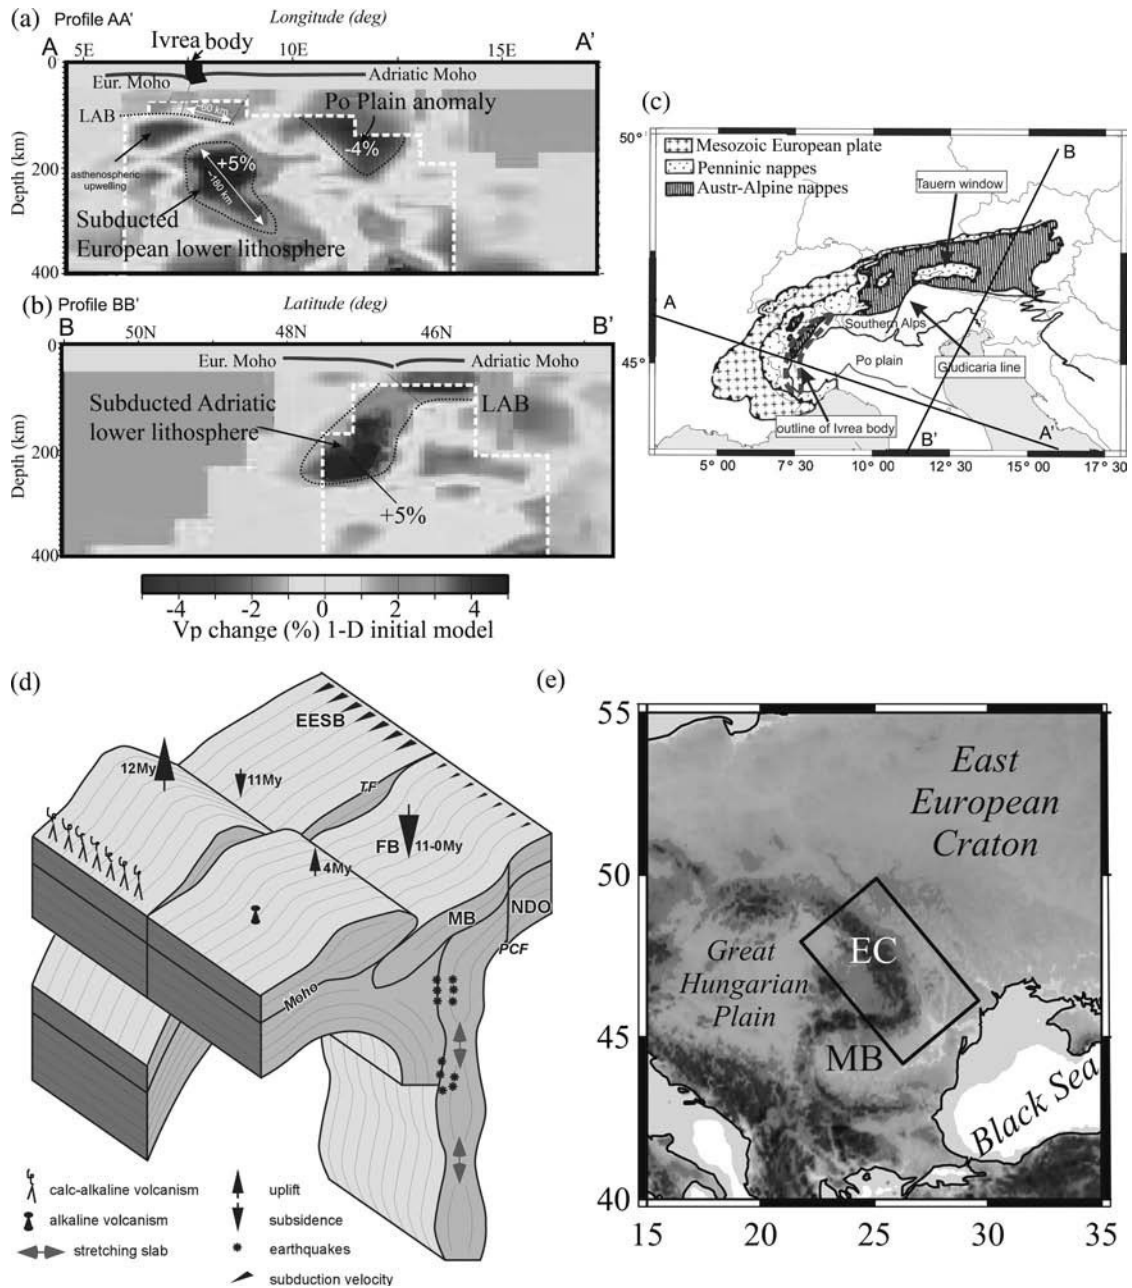 (a)
Profile AA'
Longitude (deg)
A
5E
Ivrea body
10E
15E
A'
0
Eur. Moho
Adriatic Moho
Po Plain anomaly
LAB
~60 km
-4%
+5%
~180 km
asthenospheric
upwelling
Subducted
European lower lithosphere
200
400
Depth (km)
(b)
Profile BB'
Latitude (deg)
B
50N
48N
46N
B'
0
Eur. Moho
Adriatic Moho
Subducted Adriatic
lower lithosphere
LAB
+5%
200
400
Depth (km)
-4
-2
0
2
4
Vp change (%) 1-D initial model
(c)
50°
45°
Mesozoic European plate
Penninic nappes
Austr-Alpine nappes
Tauern window
B
A
Southern Alps
Po plain
Giudicaria line
outline of Ivrea body
B'
A'
5° 00'
7° 30'
10° 00'
12° 30'
15° 00'
17° 30'
(d)
EESB
12My
11My
T.F
FB
11-0My
4My
MB
NDO
PCF
Moho
calc-alkaline volcanism
alkaline volcanism
stretching slab
uplift
subsidence
earthquakes
subduction velocity
(e)
55
50
45
40
East
European
Craton
EC
Great
Hungarian
Plain
MB
Black Sea
15
20
25
30
35